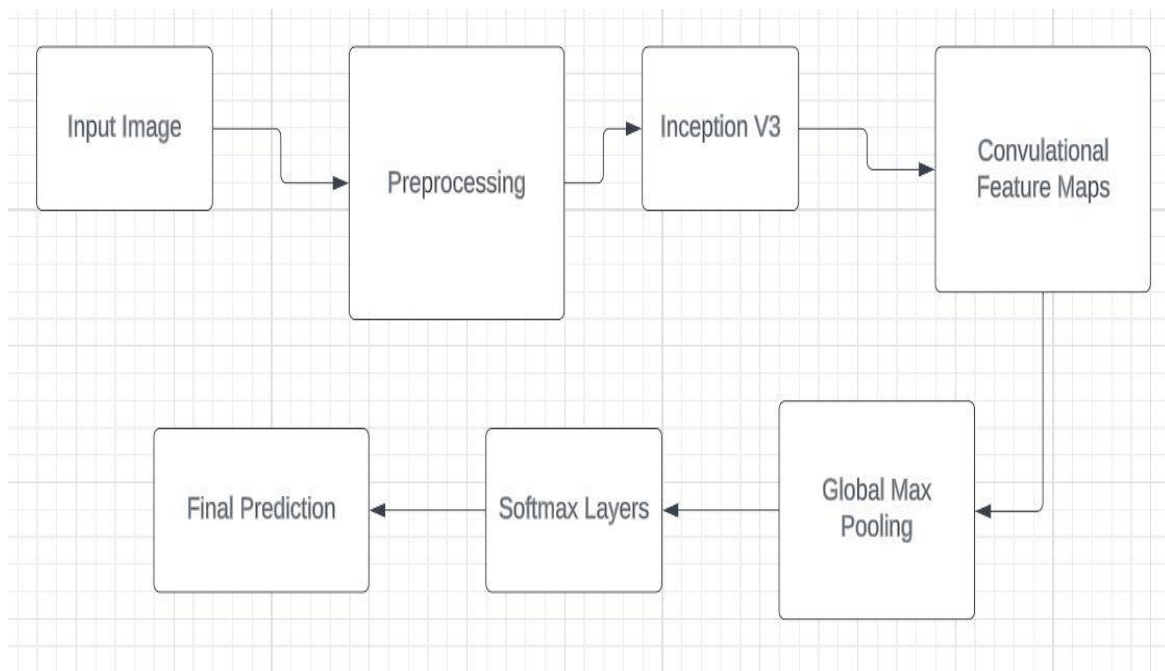 Input Image
Preprocessing
Inception V3
Convulational
Feature Maps
Global Max
Pooling
Softmax Layers
Final Prediction